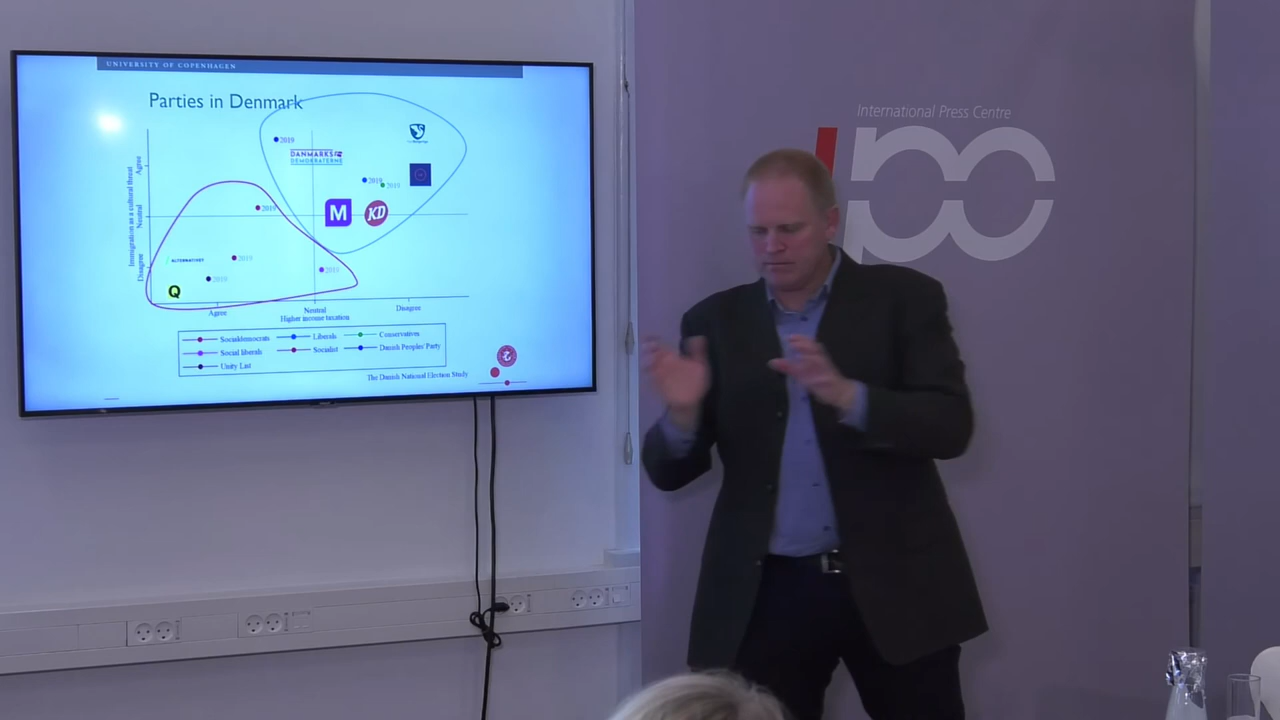 UNIVERSITY OF COPENHAGEN
Parties in Denmark
2019
DANMARKS
DEMOKRATERNE
2019
2019
M
KD
2019
ALTERNATIVET
2019
2019
2019
Q
Immigration as a cultural threat
Agree
Neutral
Disagree
Agree
Neutral
Disagree
Higher income taxation
Socialdemocrats
Liberals
Conservatives
Social liberals
Socialist
Danish Peoples' Party
Unity List
The Danish National Election Study
International Press Centre
ipc